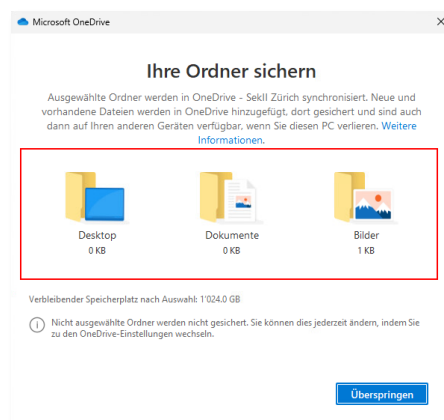 Microsoft OneDrive
Ihre Ordner sichern
Ausgewählte Ordner werden in OneDrive - SekII Zürich synchronisiert. Neue und
vorhandene Dateien werden in OneDrive hinzugefügt, dort gesichert und sind auch
dann auf Ihren anderen Geräten verfügbar, wenn Sie diesen PC verlieren. Weitere
Informationen.
Desktop
0 KB
Dokumente
0 KB
Bilder
1 KB
Verbleibender Speicherplatz nach Auswahl: 1'024.0 GB
Nicht ausgewählte Ordner werden nicht gesichert. Sie können dies jederzeit ändern, indem Sie
zu den OneDrive-Einstellungen wechseln.
Überspringen